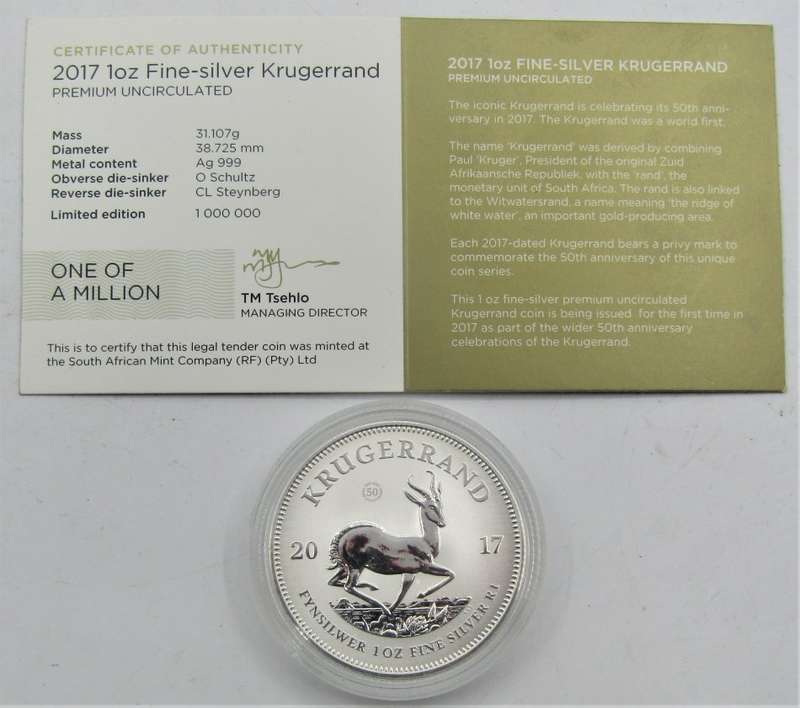 CERTIFICATE OF AUTHENTICITY
2017 1oz Fine-silver Krugerrand
PREMIUM UNCIRCULATED
Mass 31.107g
Diameter 38.725 mm
Metal content Ag 999
Obverse die-sinker O Schultz
Reverse die-sinker CL Steynberg
Limited edition 1 000 000
ONE OF
A MILLION
TM Tsehlo
MANAGING DIRECTOR
This is to certify that this legal tender coin was minted at
the South African Mint Company (RF) (Pty) Ltd
2017 1oz FINE-SILVER KRUGERRAND
PREMIUM UNCIRCULATED
The iconic Krugerrand is celebrating its 50th anni-
versary in 2017. The Krugerrand was a world first.
The name 'Krugerrand' was derived by combining
Paul 'Kruger', President of the original Zuid
Afrikaansche Republiek, with the 'rand', the
monetary unit of South Africa. The rand is also linked
to the Witwatersrand, a name meaning 'the ridge of
white water', an important gold-producing area.
Each 2017-dated Krugerrand bears a privy mark to
commemorate the 50th anniversary of this unique
coin series.
This 1 oz fine-silver premium uncirculated
Krugerrand coin is being issued for the first time in
2017 as part of the wider 50th anniversary
celebrations of the Krugerrand.
KRUGERRAND
50
20 17
FYNSILWER 1 OZ FINE SILVER R1